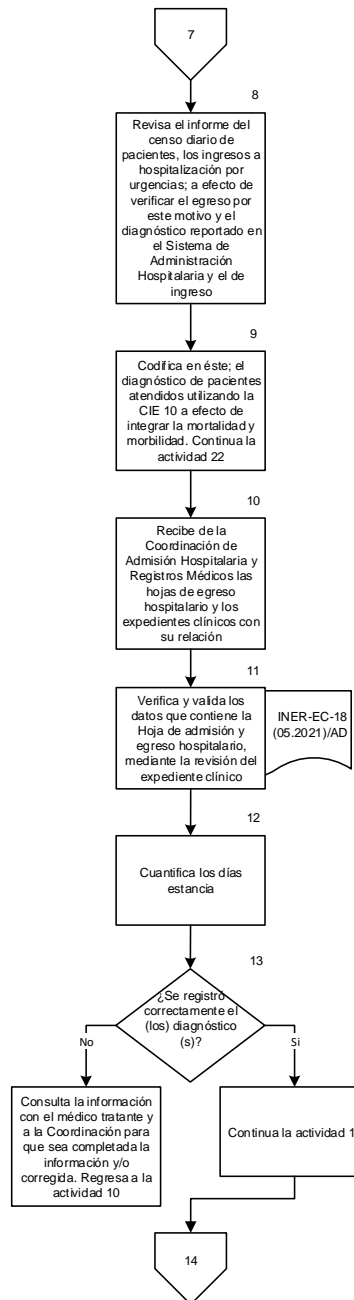 7
8
Revisa el informe del
censo diario de
pacientes, los ingresos a
hospitalización por
urgencias; a efecto de
verificar el egreso por
este motivo y el
diagnóstico reportado en
el Sistema de
Administración
Hospitalaria y el de
ingreso
9
Codifica en éste; el
diagnóstico de pacientes
atendidos utilizando la
CIE 10 a efecto de
integrar la mortalidad y
morbilidad. Continua la
actividad 22
10
Recibe de la
Coordinación de
Admisión Hospitalaria y
Registros Médicos las
hojas de egreso
hospitalario y los
expedientes clínicos con
su relación
11
Verifica y valida los
datos que contiene la
Hoja de admisión y
egreso hospitalario,
mediante la revisión del
expediente clínico
INER-EC-18
(05.2021)/AD
12
Cuantifica los días
estancia
13
¿Se registró
correctamente el
(los) diagnóstico
(s)?
No
Si
Consulta la información
con el médico tratante y
a la Coordinación para
que sea completada la
información y/o
corregida. Regresa a la
actividad 10
Continua la actividad 1
14